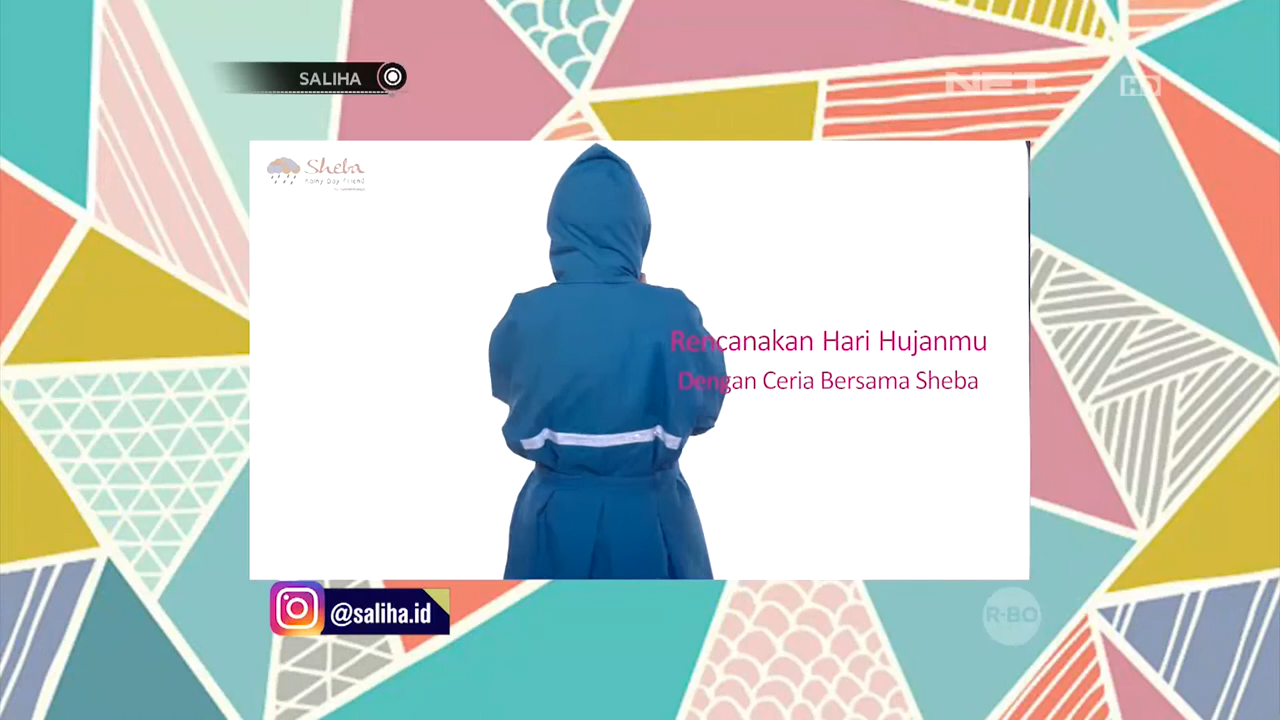 SALIHA
NET.
HD
Sheba
Rainy Day Friend
Rencanakan Hari Hujanmu
Dengan Ceria Bersama Sheba
@saliha.id
R-BO